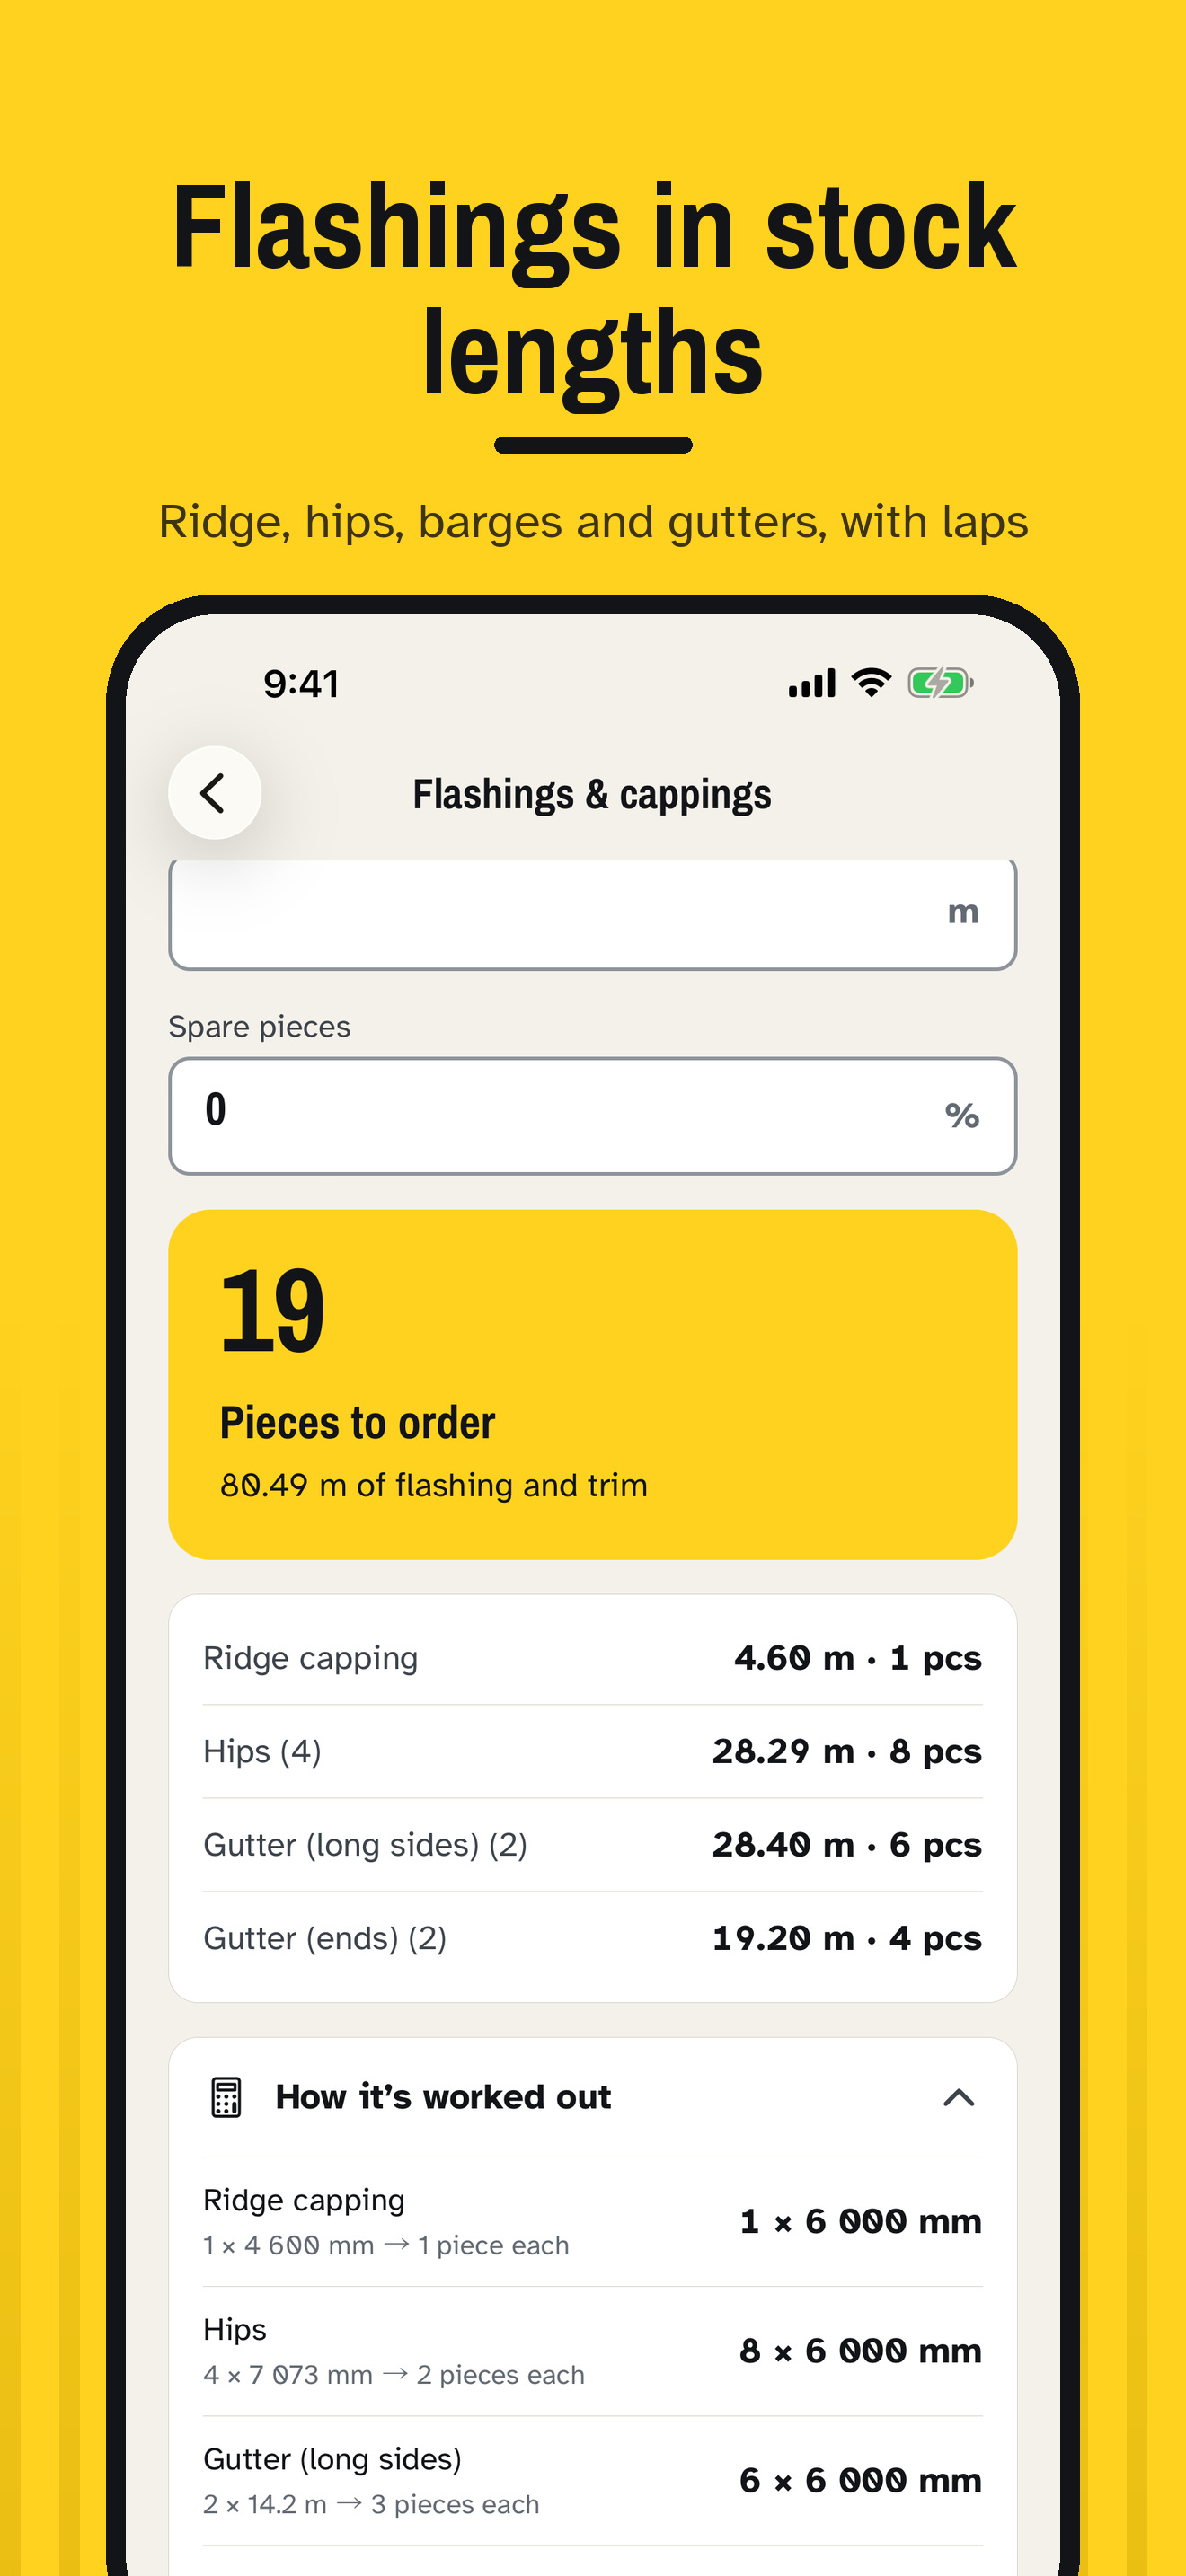 Flashings in stock
lengths
Ridge, hips, barges and gutters, with laps
9:41
Flashings & cappings
m
Spare pieces
0 %
19
Pieces to order
80.49 m of flashing and trim
Ridge capping 4.60 m · 1 pcs
Hips (4) 28.29 m · 8 pcs
Gutter (long sides) (2) 28.40 m · 6 pcs
Gutter (ends) (2) 19.20 m · 4 pcs
How it’s worked out
Ridge capping
1 × 4 600 mm → 1 piece each
1 × 6 000 mm
Hips
4 × 7 073 mm → 2 pieces each
8 × 6 000 mm
Gutter (long sides)
2 × 14.2 m → 3 pieces each
6 × 6 000 mm